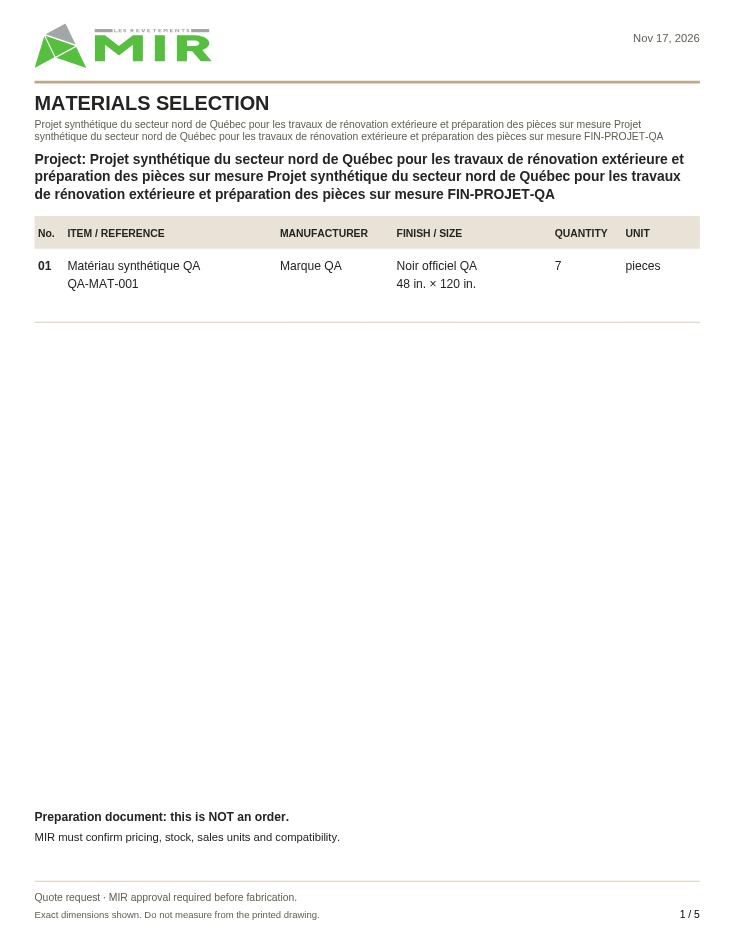 LES REVETEMENTS
MIR
Nov 17, 2026
MATERIALS SELECTION
Projet synthétique du secteur nord de Québec pour les travaux de rénovation extérieure et préparation des pièces sur mesure Projet
synthétique du secteur nord de Québec pour les travaux de rénovation extérieure et préparation des pièces sur mesure FIN-PROJET-QA
Project: Projet synthétique du secteur nord de Québec pour les travaux de rénovation extérieure et
préparation des pièces sur mesure Projet synthétique du secteur nord de Québec pour les travaux
de rénovation extérieure et préparation des pièces sur mesure FIN-PROJET-QA
No. ITEM / REFERENCE MANUFACTURER FINISH / SIZE QUANTITY UNIT
01 Matériau synthétique QA Marque QA Noir officiel QA 7 pieces
QA-MAT-001 48 in. × 120 in.
Preparation document: this is NOT an order.
MIR must confirm pricing, stock, sales units and compatibility.
Quote request · MIR approval required before fabrication.
Exact dimensions shown. Do not measure from the printed drawing.
1 / 5